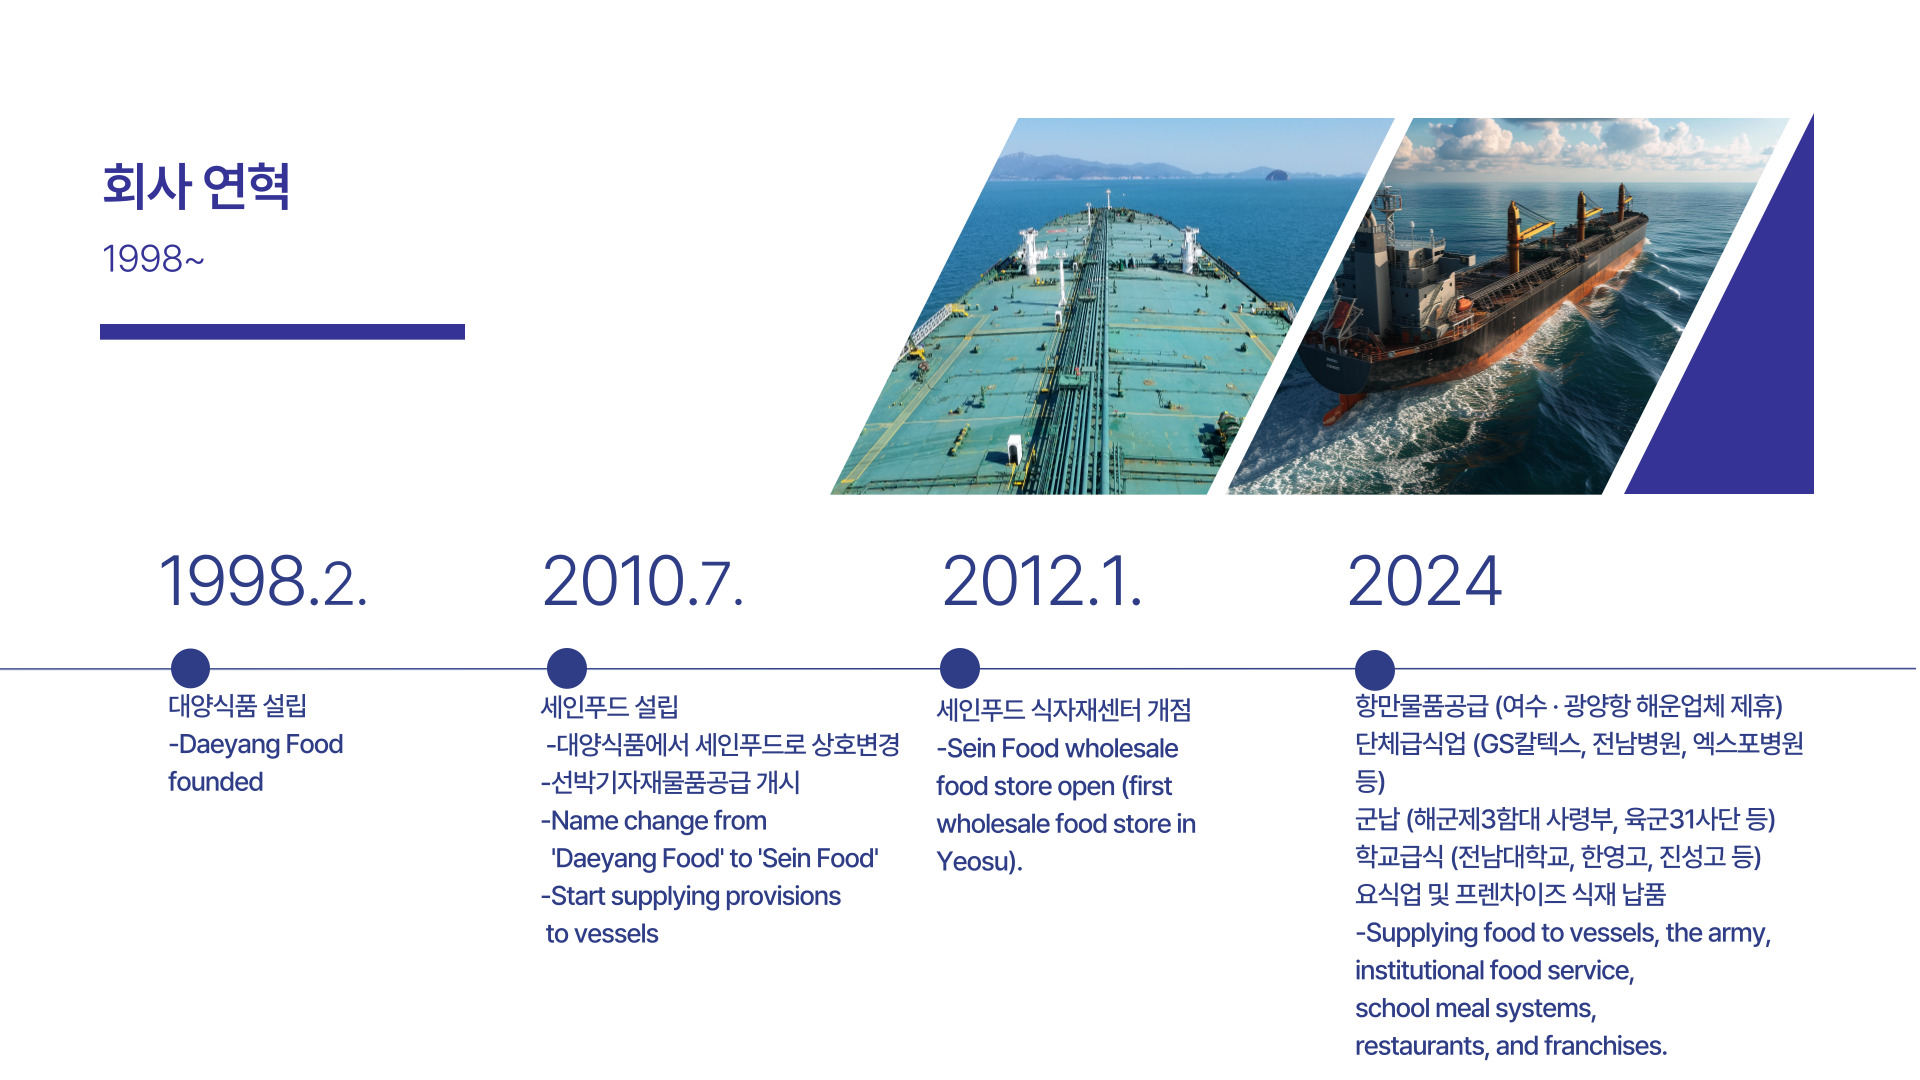 회사 연혁
1998~
1998.2.
대양식품 설립
-Daeyang Food
founded
2010.7.
세인푸드 설립
-대양식품에서 세인푸드로 상호변경
-선박기자재물품공급 개시
-Name change from
'Daeyang Food' to 'Sein Food'
-Start supplying provisions
to vessels
2012.1.
세인푸드 식자재센터 개점
-Sein Food wholesale
food store open (first
wholesale food store in
Yeosu).
2024
항만물품공급 (여수 · 광양항 해운업체 제휴)
단체급식업 (GS칼텍스, 전남병원, 엑스포병원
등)
군납 (해군제3함대 사령부, 육군31사단 등)
학교급식 (전남대학교, 한영고, 진성고 등)
요식업 및 프렌차이즈 식재 납품
-Supplying food to vessels, the army,
institutional food service,
school meal systems,
restaurants, and franchises.